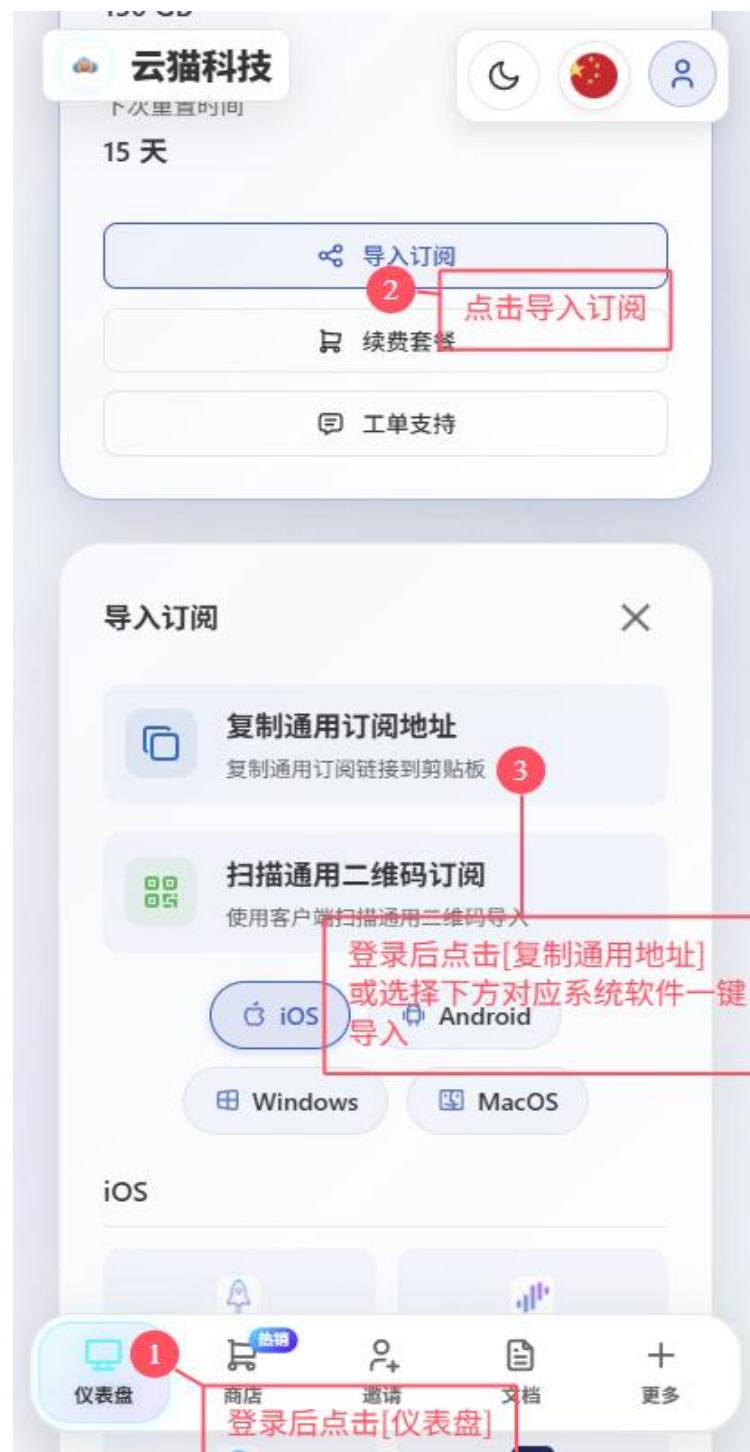 云猫科技
下次重置时间
15 天
导入订阅
2
点击导入订阅
续费套餐
工单支持
导入订阅
复制通用订阅地址
复制通用订阅链接到剪贴板
3
扫描通用二维码订阅
使用客户端扫描通用二维码导入
登录后点击[复制通用地址]
或选择下方对应系统软件一键
导入
iOS
Android
Windows
MacOS
iOS
1
热销
仪表盘
商店
邀请
文档
更多
登录后点击[仪表盘]